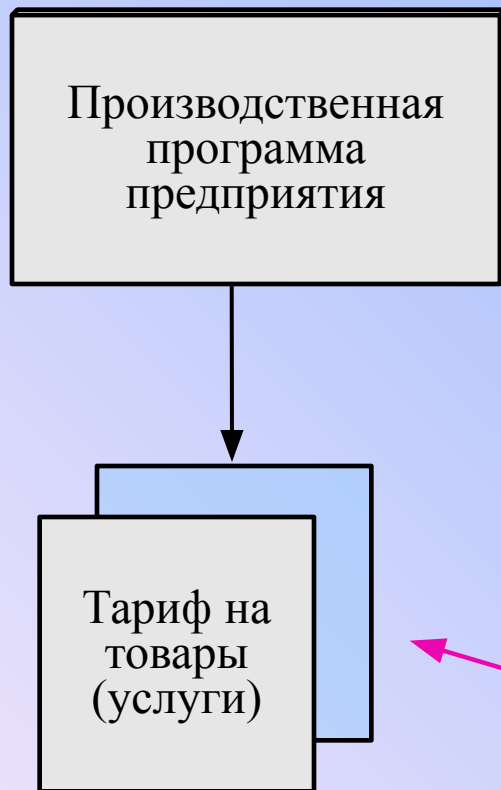 Производственная
программа
предприятия
Тариф на
товары
(услуги)